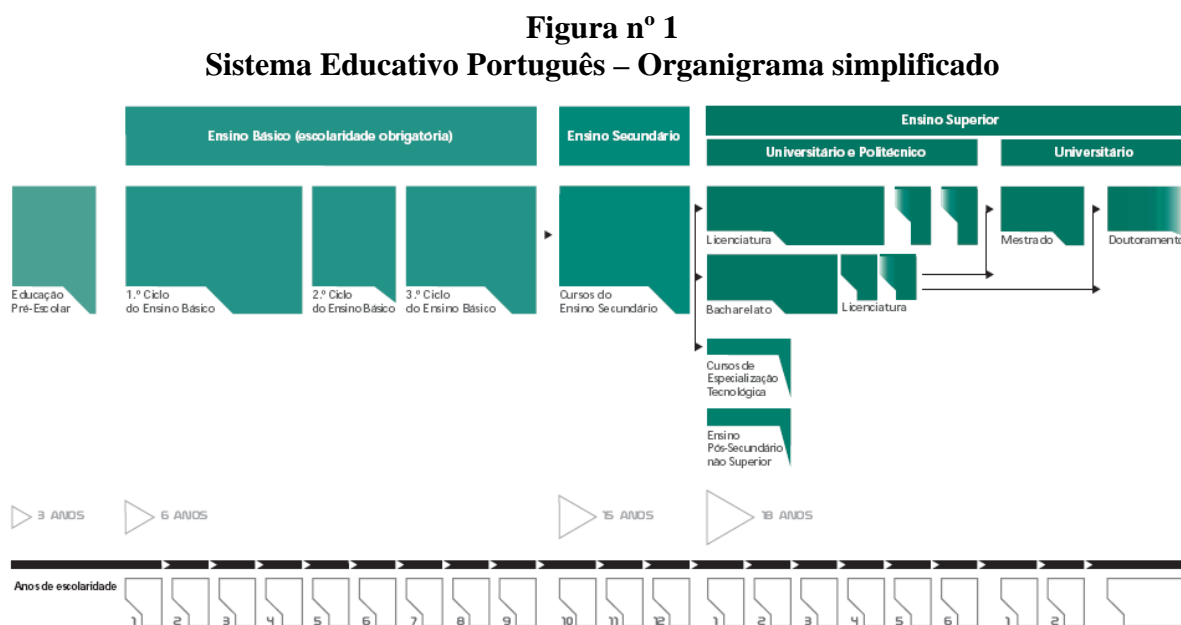 Figura nº 1
Sistema Educativo Português – Organigrama simplificado
Ensino Básico (escolaridade obrigatória)
Ensino Secundário
Ensino Superior
Universitário e Politécnico
Universitário
Educação
Pré-Escolar
1.º Ciclo
do Ensino Básico
2.º Ciclo
do Ensino Básico
3.º Ciclo
do Ensino Básico
Cursos do
Ensino Secundário
Licenciatura
Mestrado
Doutoramento
Bacharelato
Licenciatura
Cursos de
Especialização
Tecnológica
Ensino
Pós-Secundário
não Superior
3 ANOS
6 ANOS
15 ANOS
18 ANOS
Anos de escolaridade
1 2 3 4 5 6 7 8 9 10 11 12 1 2 3 4 5 6 1 2